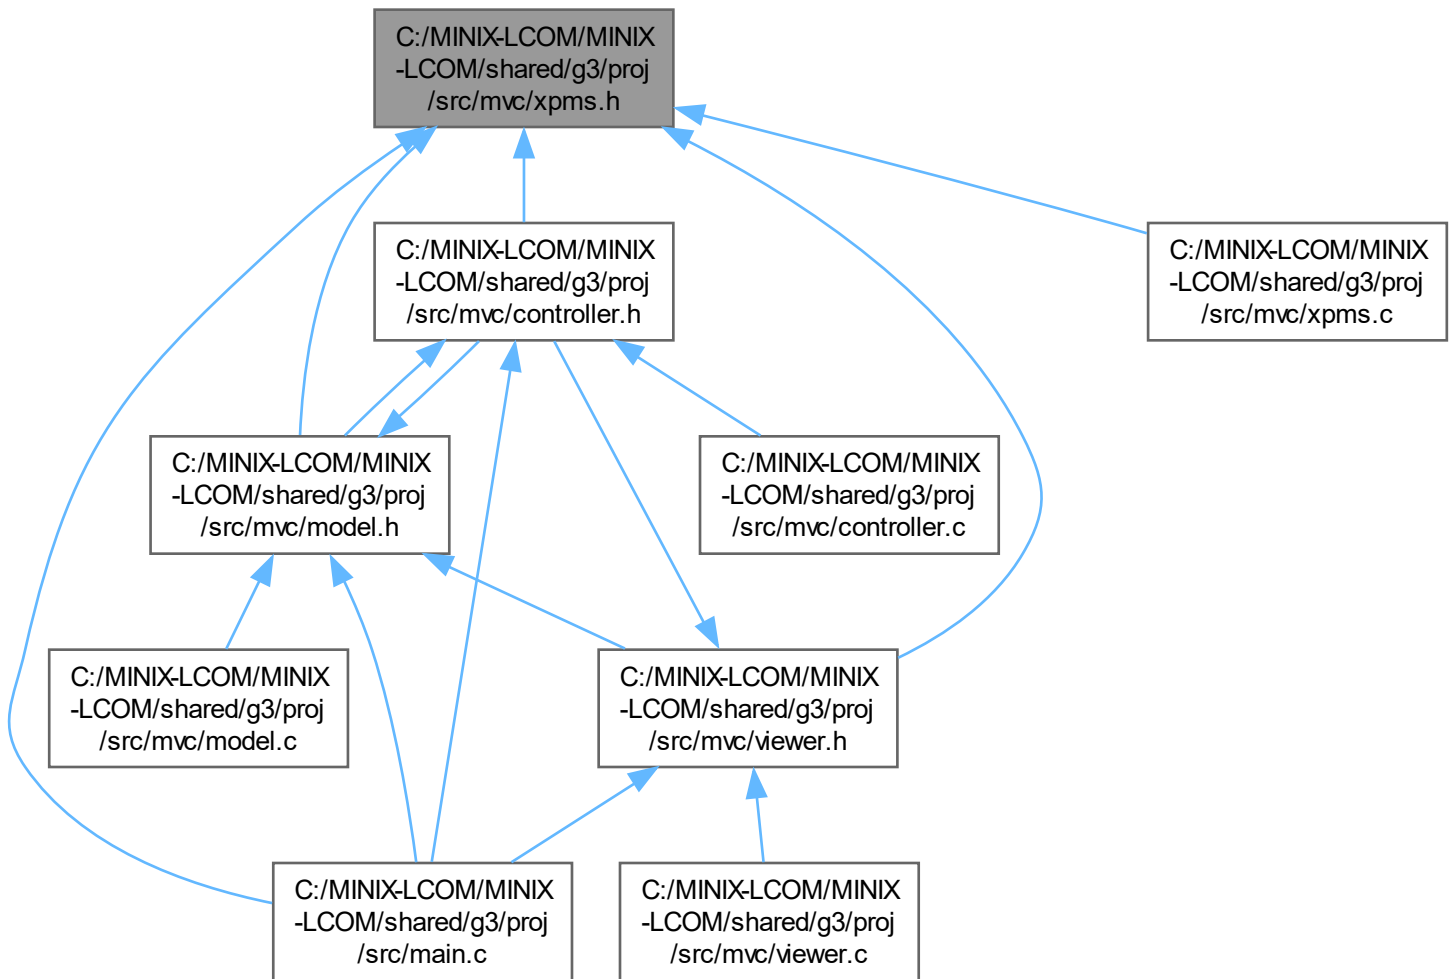 C:/MINIX-LCOM/MINIX
-LCOM/shared/g3/proj
/src/mvc/xpms.h
C:/MINIX-LCOM/MINIX
-LCOM/shared/g3/proj
/src/mvc/controller.h
C:/MINIX-LCOM/MINIX
-LCOM/shared/g3/proj
/src/mvc/xpms.c
C:/MINIX-LCOM/MINIX
-LCOM/shared/g3/proj
/src/mvc/model.h
C:/MINIX-LCOM/MINIX
-LCOM/shared/g3/proj
/src/mvc/controller.c
C:/MINIX-LCOM/MINIX
-LCOM/shared/g3/proj
/src/mvc/model.c
C:/MINIX-LCOM/MINIX
-LCOM/shared/g3/proj
/src/mvc/viewer.h
C:/MINIX-LCOM/MINIX
-LCOM/shared/g3/proj
/src/main.c
C:/MINIX-LCOM/MINIX
-LCOM/shared/g3/proj
/src/mvc/viewer.c